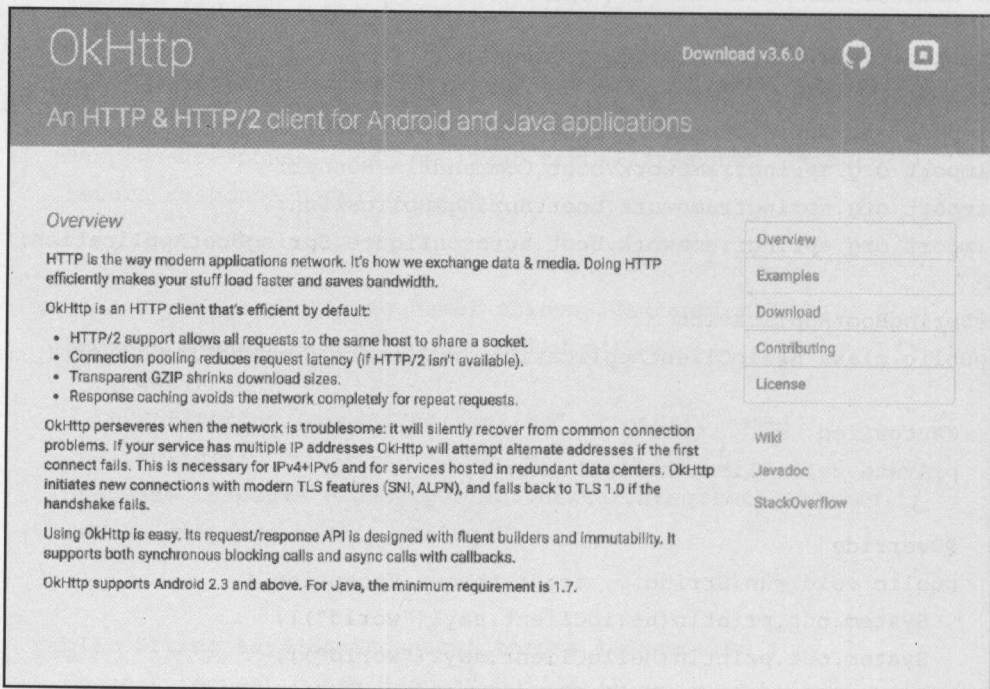 OkHttp
Download v3.6.0
An HTTP & HTTP/2 client for Android and Java applications
Overview
HTTP is the way modern applications network. It's how we exchange data & media. Doing HTTP
efficiently makes your stuff load faster and saves bandwidth.
OkHttp is an HTTP client that's efficient by default:
• HTTP/2 support allows all requests to the same host to share a socket.
• Connection pooling reduces request latency (if HTTP/2 isn't available).
• Transparent GZIP shrinks download sizes.
• Response caching avoids the network completely for repeat requests.
OkHttp perseveres when the network is troublesome: it will silently recover from common connection
problems. If your service has multiple IP addresses OkHttp will attempt alternate addresses if the first
connect fails. This is necessary for IPv4+IPv6 and for services hosted in redundant data centers. OkHttp
initiates new connections with modern TLS features (SNI, ALPN), and falls back to TLS 1.0 if the
handshake fails.
Using OkHttp is easy. Its request/response API is designed with fluent builders and immutability. It
supports both synchronous blocking calls and async calls with callbacks.
OkHttp supports Android 2.3 and above. For Java, the minimum requirement is 1.7.
Overview
Examples
Download
Contributing
License
Wiki
Javadoc
StackOverflow